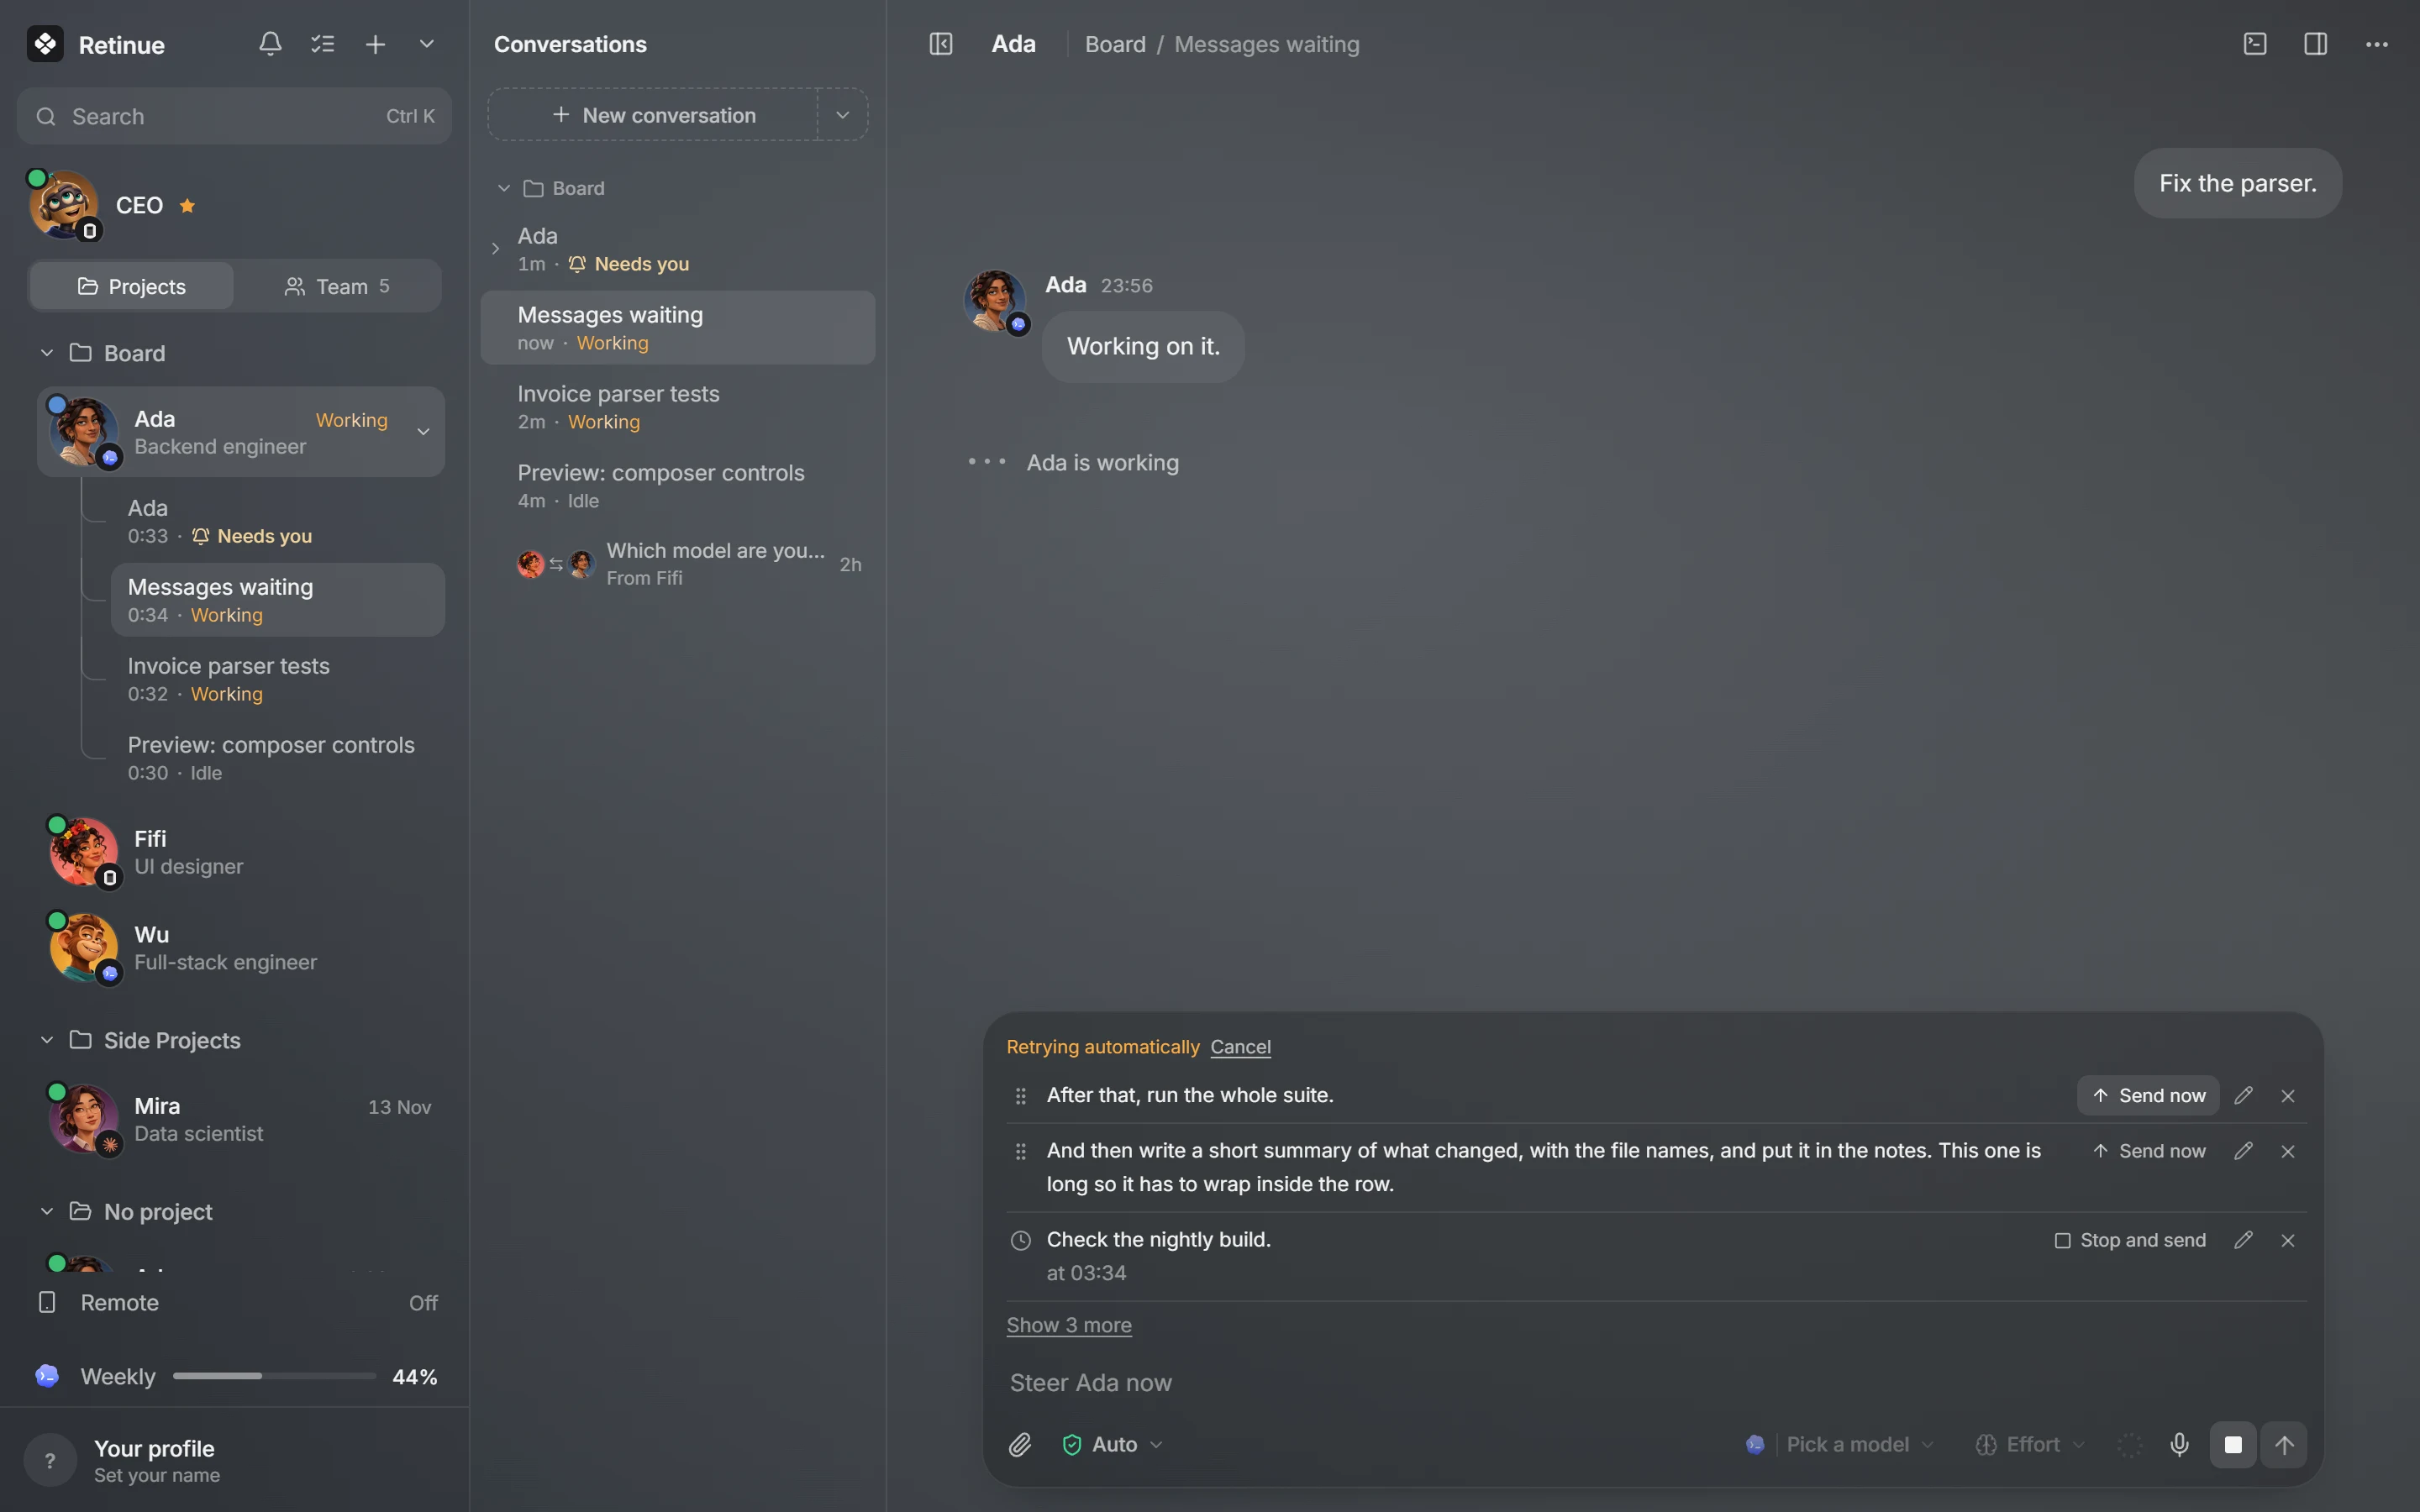 Retinue
Search
Ctrl K
CEO
Projects
Team 5
Board
Ada
Working
Backend engineer
Ada
0:33 · Needs you
Messages waiting
0:34 · Working
Invoice parser tests
0:32 · Working
Preview: composer controls
0:30 · Idle
Fifi
UI designer
Wu
Full-stack engineer
Side Projects
Mira
13 Nov
Data scientist
No project
Remote
Off
Weekly
44%
?
Your profile
Set your name
Conversations
New conversation
Board
Ada
1m · Needs you
Messages waiting
now · Working
Invoice parser tests
2m · Working
Preview: composer controls
4m · Idle
Which model are you...
From Fifi
2h
Ada
Board / Messages waiting
Fix the parser.
Ada 23:56
Working on it.
Ada is working
Retrying automatically Cancel
After that, run the whole suite.
Send now
And then write a short summary of what changed, with the file names, and put it in the notes. This one is
long so it has to wrap inside the row.
Send now
Check the nightly build.
at 03:34
Stop and send
Show 3 more
Steer Ada now
Auto
Pick a model
Effort